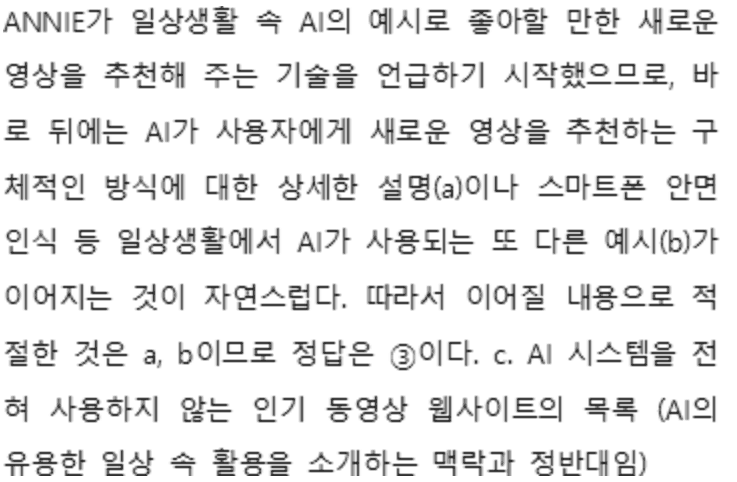 ANNIE가 일상생활 속 AI의 예시로 좋아할 만한 새로운
영상을 추천해 주는 기술을 언급하기 시작했으므로, 바
로 뒤에는 AI가 사용자에게 새로운 영상을 추천하는 구
체적인 방식에 대한 상세한 설명(a)이나 스마트폰 안면
인식 등 일상생활에서 AI가 사용되는 또 다른 예시(b)가
이어지는 것이 자연스럽다. 따라서 이어질 내용으로 적
절한 것은 a, b이므로 정답은 ③이다. c. AI 시스템을 전
혀 사용하지 않는 인기 동영상 웹사이트의 목록 (AI의
유용한 일상 속 활용을 소개하는 맥락과 정반대임)